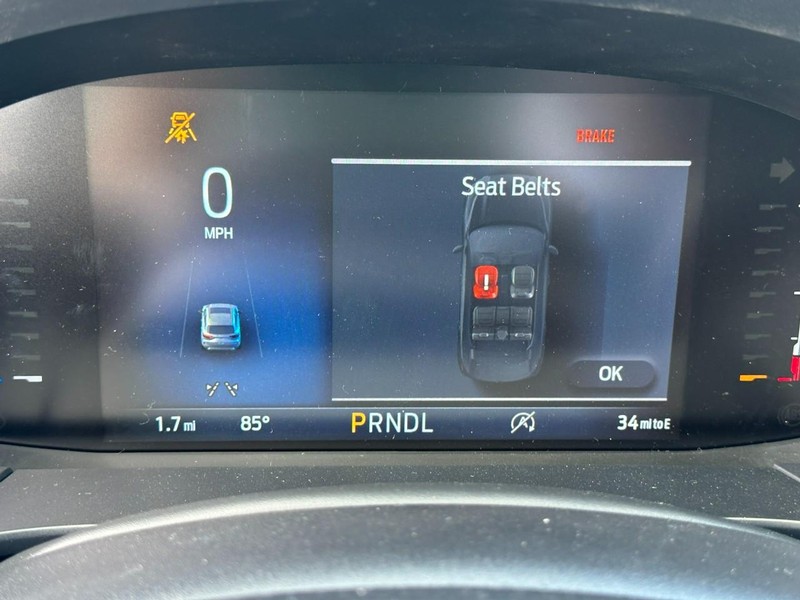 BRAKE
Seat Belts
0
MPH
OK
1.7 mi 85° PRNDL 34 mi to E